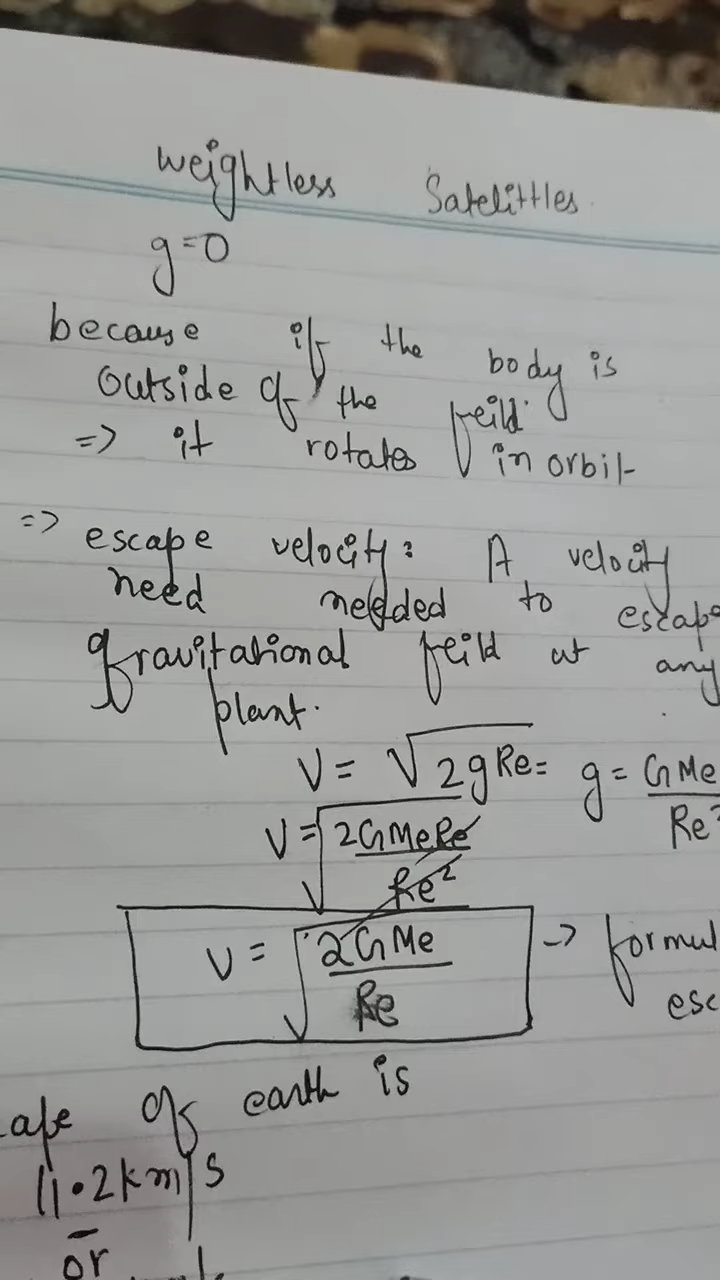 weightless Satelittles.
g=0
because if the body is
outside of the feild.
=> it rotates in orbit
=> escape velocity: A velocity
need needed to escape
gravitational feild at any
plant.
V = √2gRe = g = GMe/Re²
V = √2GMeRe/Re²
V = √2GMe/Re -> formul
esc
ape of earth is
11.2km/s
or